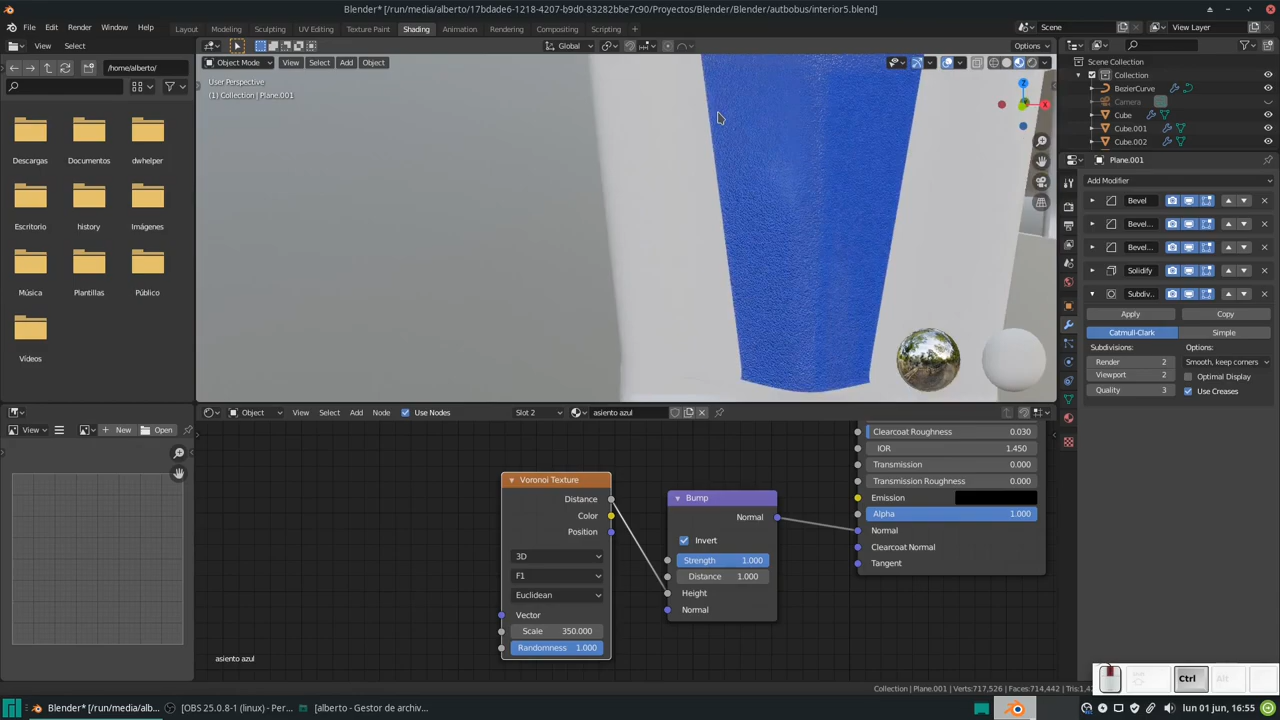 Blender* [/run/media/alberto/17bdade6-1218-4207-b9d0-83282bbe7c90/Proyectos/Blender/Blender/autbobus/interior5.blend]
File Edit Render Window Help
Layout Modeling Sculpting UV Editing Texture Paint Shading Animation Rendering Compositing Scripting +
Scene
View Layer
View Select
Global
Options
/home/alberto/
Object Mode View Select Add Object
User Perspective
(1) Collection | Plane.001
Z
X
Descargas
Documentos
dwhelper
Escritorio
history
Imágenes
Música
Plantillas
Público
Vídeos
Scene Collection
Collection
BezierCurve
Camera
Cube
Cube.001
Cube.002
Plane.001
Add Modifier
Bevel
Bevel..
Bevel..
Solidify
Subdiv..
Apply
Copy
Catmull-Clark
Simple
Subdivisions:
Options:
Render 2
Smooth, keep corners
Viewport 2
Optimal Display
Quality 3
Use Creases
View
New
Open
Object View Select Add Node Use Nodes Slot 2 asiento azul
Voronoi Texture
Distance
Color
Position
3D
F1
Euclidean
Vector
Scale 350.000
Randomness 1.000
Bump
Normal
Invert
Strength 1.000
Distance 1.000
Height
Normal
Clearcoat Roughness 0.030
IOR 1.450
Transmission 0.000
Transmission Roughness 0.000
Emission
Alpha 1.000
Normal
Clearcoat Normal
Tangent
asiento azul
Collection | Plane.001 | Verts:717,526 | Faces:714,442 | Tris:1,4
Ctrl
Alt
Blender* [/run/media/alb...
[OBS 25.0.8-1 (linux) - Per...
[alberto - Gestor de archiv...
lun 01 jun, 16:55